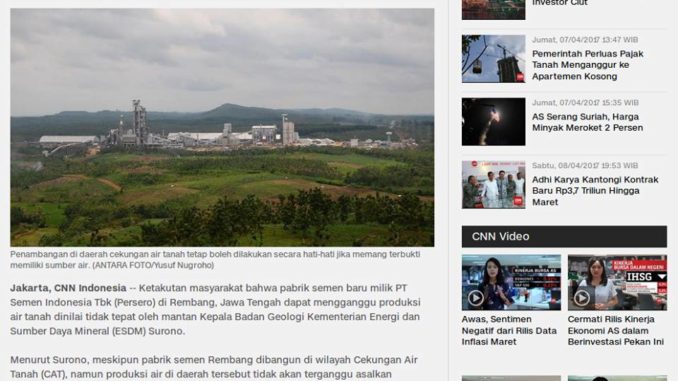 Penambangan di daerah cekungan air tanah tetap boleh dilakukan secara hati-hati jika memang terbukti
memiliki sumber air. (ANTARA FOTO/Yusuf Nugroho)
Jakarta, CNN Indonesia -- Ketakutan masyarakat bahwa pabrik semen baru milik PT
Semen Indonesia Tbk (Persero) di Rembang, Jawa Tengah dapat mengganggu produksi
air tanah dinilai tidak tepat oleh mantan Kepala Badan Geologi Kementerian Energi dan
Sumber Daya Mineral (ESDM) Surono.
Menurut Surono, meskipun pabrik semen Rembang dibangun di wilayah Cekungan Air
Tanah (CAT), namun produksi air di daerah tersebut tidak akan terganggu asalkan
Investor Ciut
Jumat, 07/04/2017 13:47 WIB
Pemerintah Perluas Pajak
Tanah Menganggur ke
Apartemen Kosong
Jumat, 07/04/2017 15:35 WIB
AS Serang Suriah, Harga
Minyak Meroket 2 Persen
Sabtu, 08/04/2017 19:53 WIB
Adhi Karya Kantongi Kontrak
Baru Rp3,7 Triliun Hingga
Maret
CNN Video
KINERJA BURSA AS
Awas, Sentimen
Negatif dari Rilis Data
Inflasi Maret
KINERJA
BURSA DALAM NEGERI
IHSG
Cermati Rilis Kinerja
Ekonomi AS dalam
Berinvestasi Pekan Ini